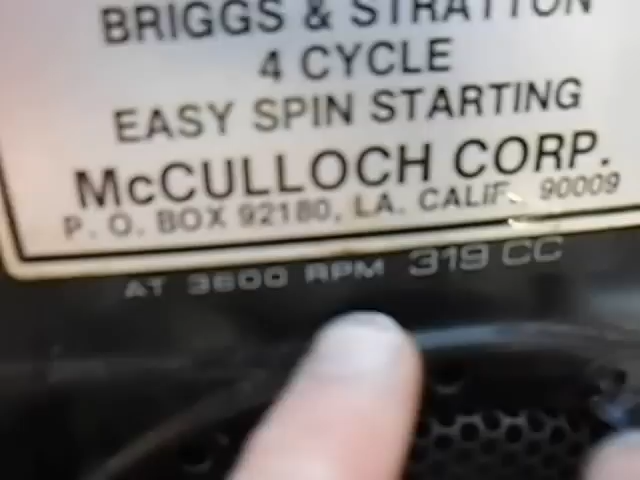 BRIGGS & STRATTON
4 CYCLE
EASY SPIN STARTING
McCULLOCH CORP.
P. O. BOX 92180, LA. CALIF. 90009
AT 3600 RPM 319 CC